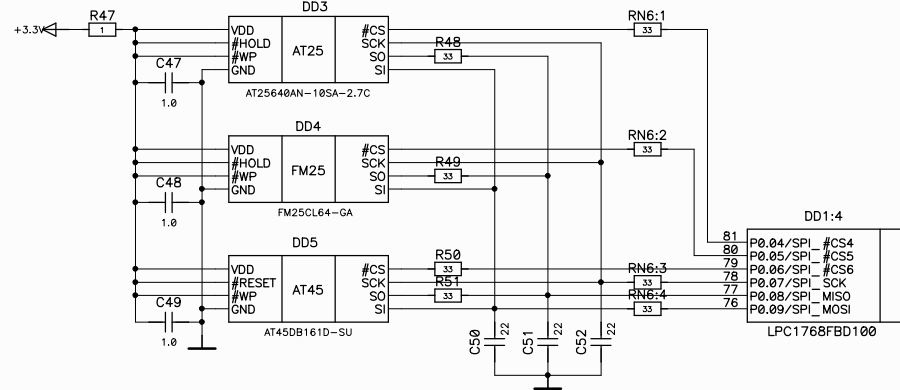 +3.3V
R47
1
DD3
VDD
#HOLD
#WP
GND
AT25
#CS
SCK
SO
SI
AT25640AN-10SA-2.7C
C47
1.0
R48
33
RN6:1
33
DD4
VDD
#HOLD
#WP
GND
FM25
#CS
SCK
SO
SI
FM25CL64-GA
C48
1.0
R49
33
RN6:2
33
DD5
VDD
#RESET
#WP
GND
AT45
#CS
SCK
SO
SI
AT45DB161D-SU
C49
1.0
R50
33
R51
33
RN6:3
33
RN6:4
33
C50
22
C51
22
C52
22
DD1:4
81 P0.04/SPI_#CS4
80 P0.05/SPI_#CS5
79 P0.06/SPI_#CS6
78 P0.07/SPI_SCK
77 P0.08/SPI_MISO
76 P0.09/SPI_MOSI
LPC1768FBD100